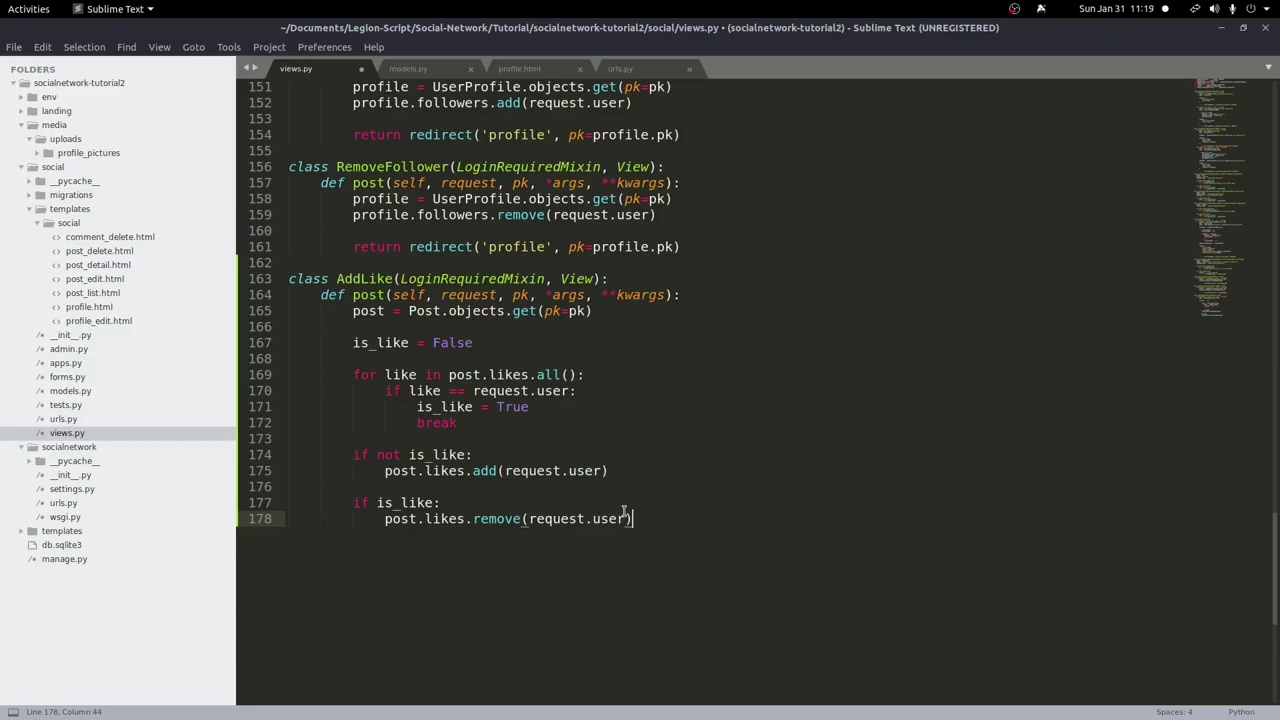 Activities
Sublime Text
Sun Jan 31 11:19
~/Documents/Legion-Script/Social-Network/Tutorial/socialnetwork-tutorial2/social/views.py • (socialnetwork-tutorial2) - Sublime Text (UNREGISTERED)
File Edit Selection Find View Goto Tools Project Preferences Help
FOLDERS
socialnetwork-tutorial2
env
landing
media
uploads
profile_pictures
social
__pycache__
migrations
templates
social
comment_delete.html
post_delete.html
post_detail.html
post_edit.html
post_list.html
profile.html
profile_edit.html
__init__.py
admin.py
apps.py
forms.py
models.py
tests.py
urls.py
views.py
socialnetwork
__pycache__
__init__.py
settings.py
urls.py
wsgi.py
templates
db.sqlite3
manage.py
views.py models.py profile.html urls.py
151 profile = UserProfile.objects.get(pk=pk)
152 profile.followers.add(request.user)
153
154 return redirect('profile', pk=profile.pk)
155
156 class RemoveFollower(LoginRequiredMixin, View):
157 def post(self, request, pk, *args, **kwargs):
158 profile = UserProfile.objects.get(pk=pk)
159 profile.followers.remove(request.user)
160
161 return redirect('profile', pk=profile.pk)
162
163 class AddLike(LoginRequiredMixin, View):
164 def post(self, request, pk, *args, **kwargs):
165 post = Post.objects.get(pk=pk)
166
167 is_like = False
168
169 for like in post.likes.all():
170 if like == request.user:
171 is_like = True
172 break
173
174 if not is_like:
175 post.likes.add(request.user)
176
177 if is_like:
178 post.likes.remove(request.user)
Line 178, Column 44
Spaces: 4
Python